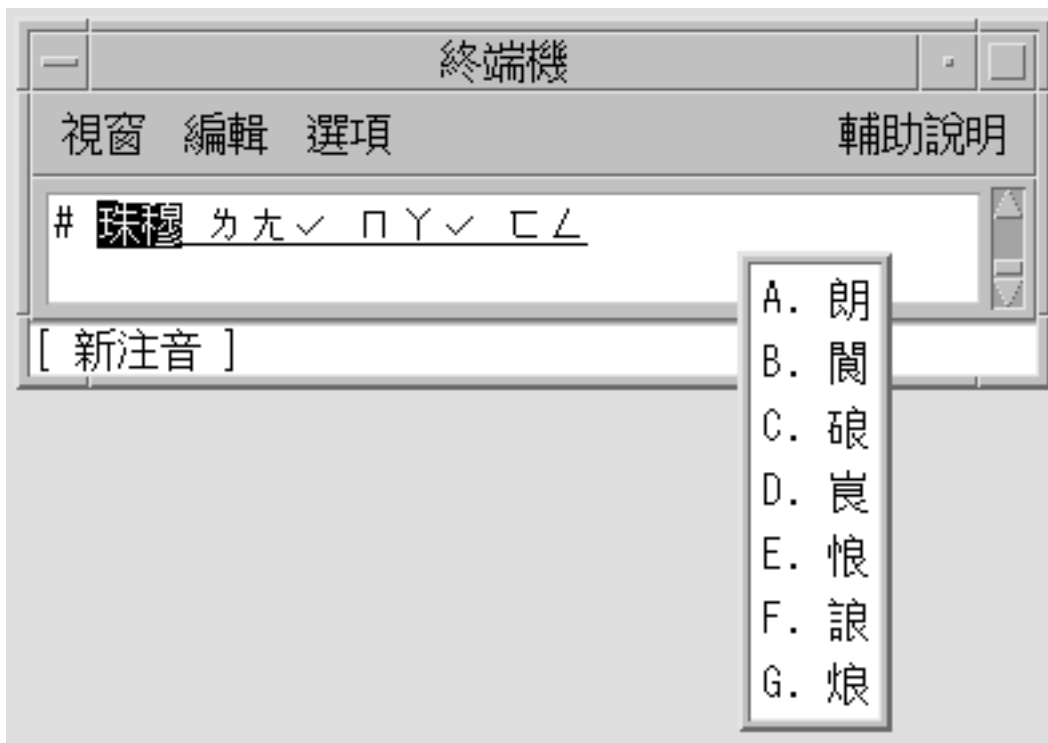 終端機
視窗 編輯 選項 輔助說明
# 珠穆 ㄌㄤˇ ㄇㄚˇ ㄈㄥ
[ 新注音 ]
A. 朗
B. 閬
C. 硠
D. 崀
E. 悢
F. 誏
G. 烺